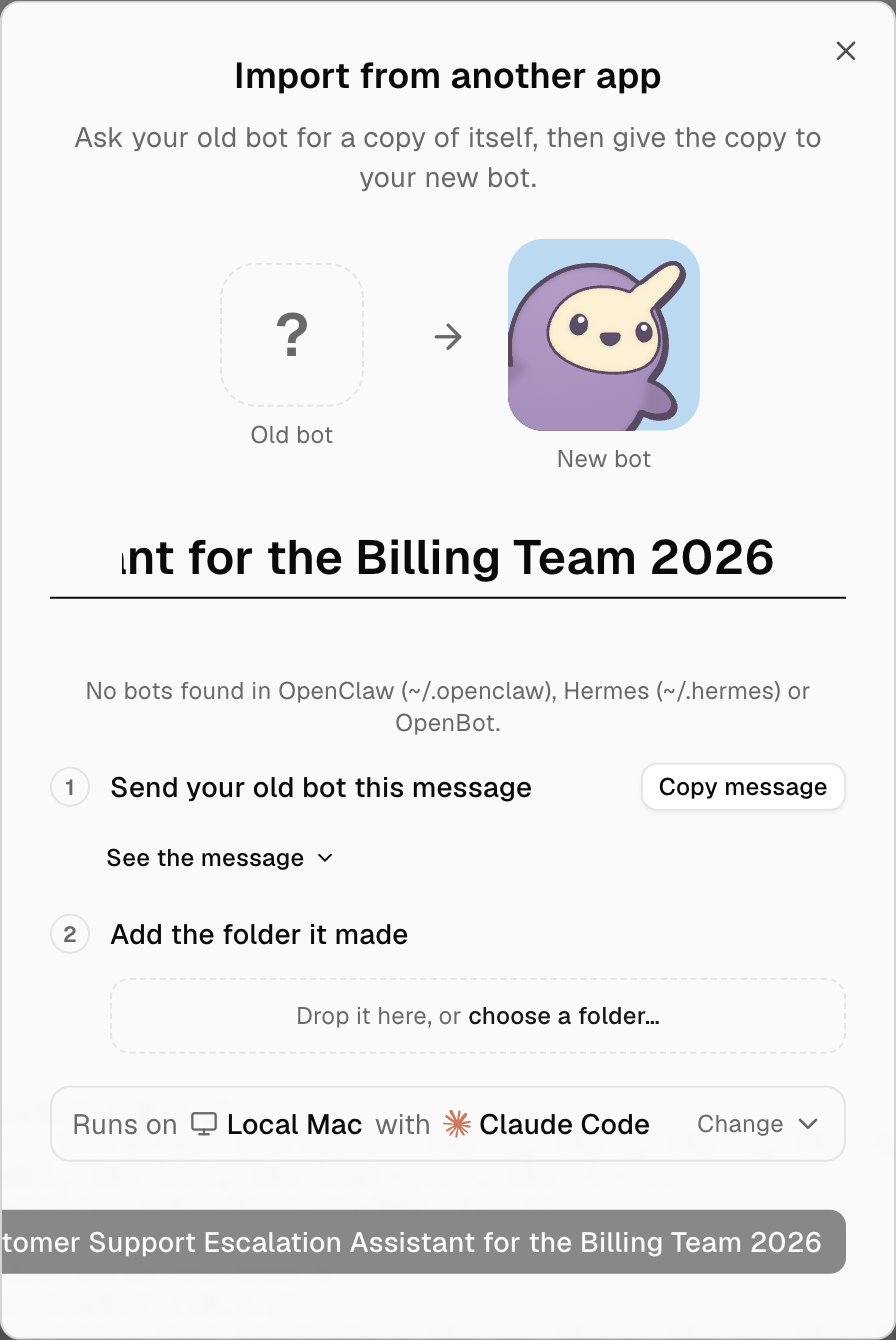 Import from another app
Ask your old bot for a copy of itself, then give the copy to
your new bot.
?
Old bot
New bot
nt for the Billing Team 2026
No bots found in OpenClaw (~/.openclaw), Hermes (~/.hermes) or
OpenBot.
1 Send your old bot this message Copy message
See the message
2 Add the folder it made
Drop it here, or choose a folder...
Runs on Local Mac with Claude Code Change
tomer Support Escalation Assistant for the Billing Team 2026